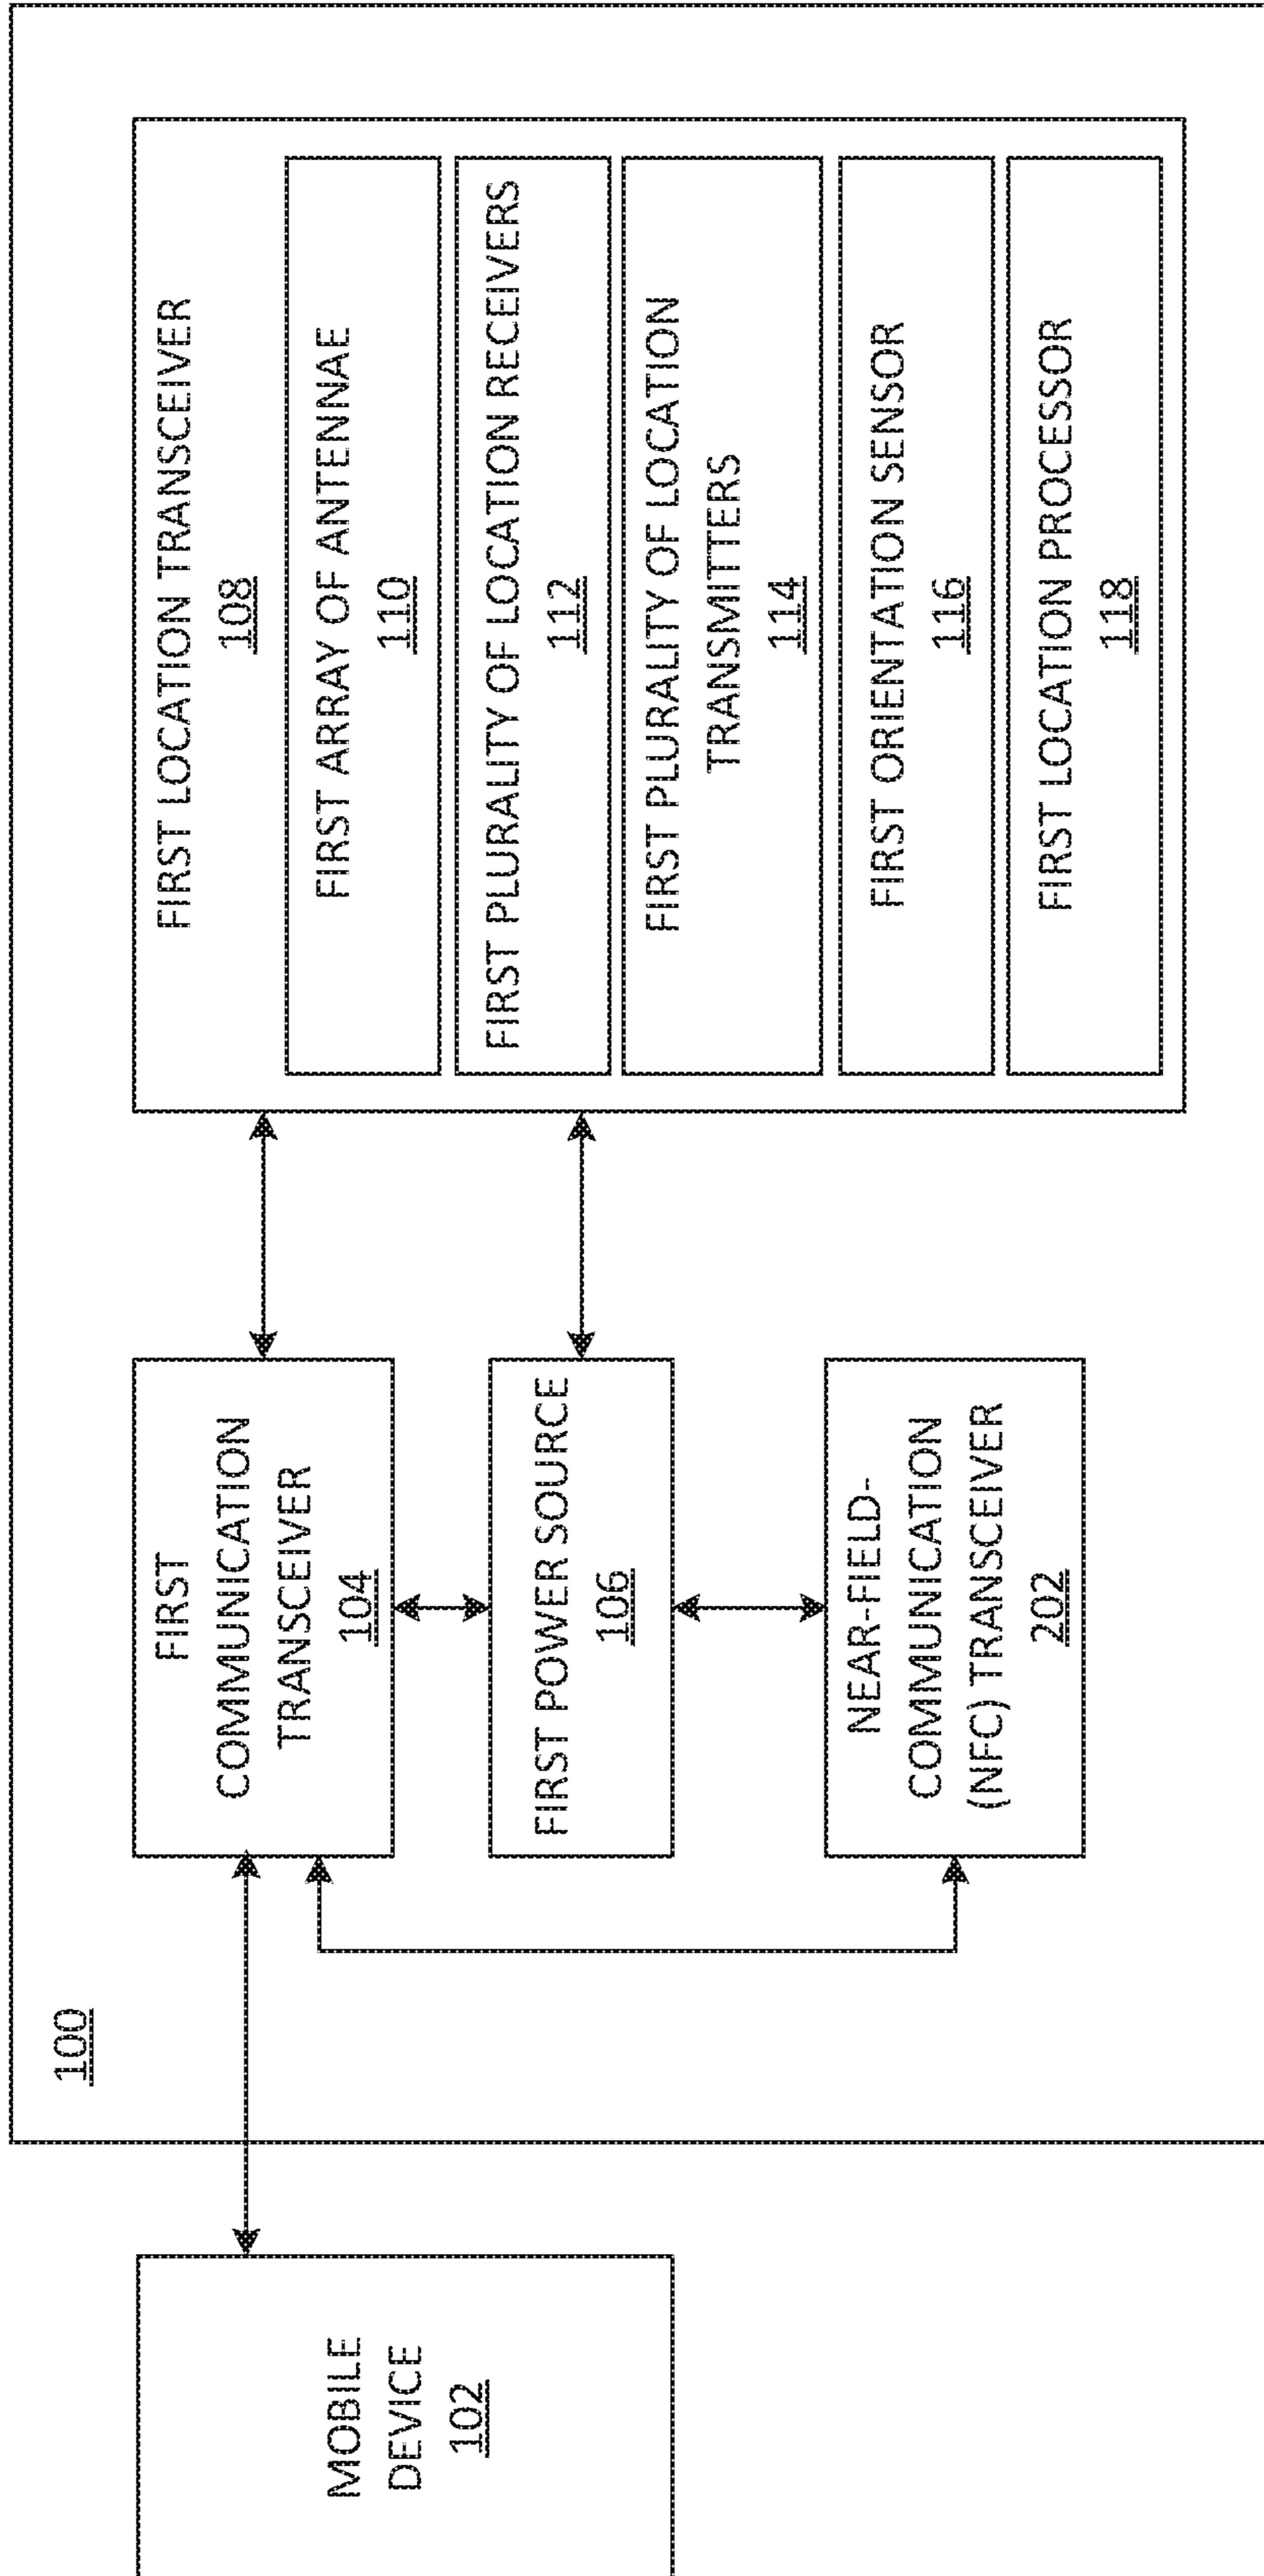 100
MOBILE
DEVICE
102
FIRST
COMMUNICATION
TRANSCEIVER
104
FIRST POWER SOURCE
106
NEAR-FIELD-
COMMUNICATION
(NFC) TRANSCEIVER
202
FIRST LOCATION TRANSCEIVER
108
FIRST ARRAY OF ANTENNAE
110
FIRST PLURALITY OF LOCATION RECEIVERS
112
FIRST PLURALITY OF LOCATION
TRANSMITTERS
114
FIRST ORIENTATION SENSOR
116
FIRST LOCATION PROCESSOR
118